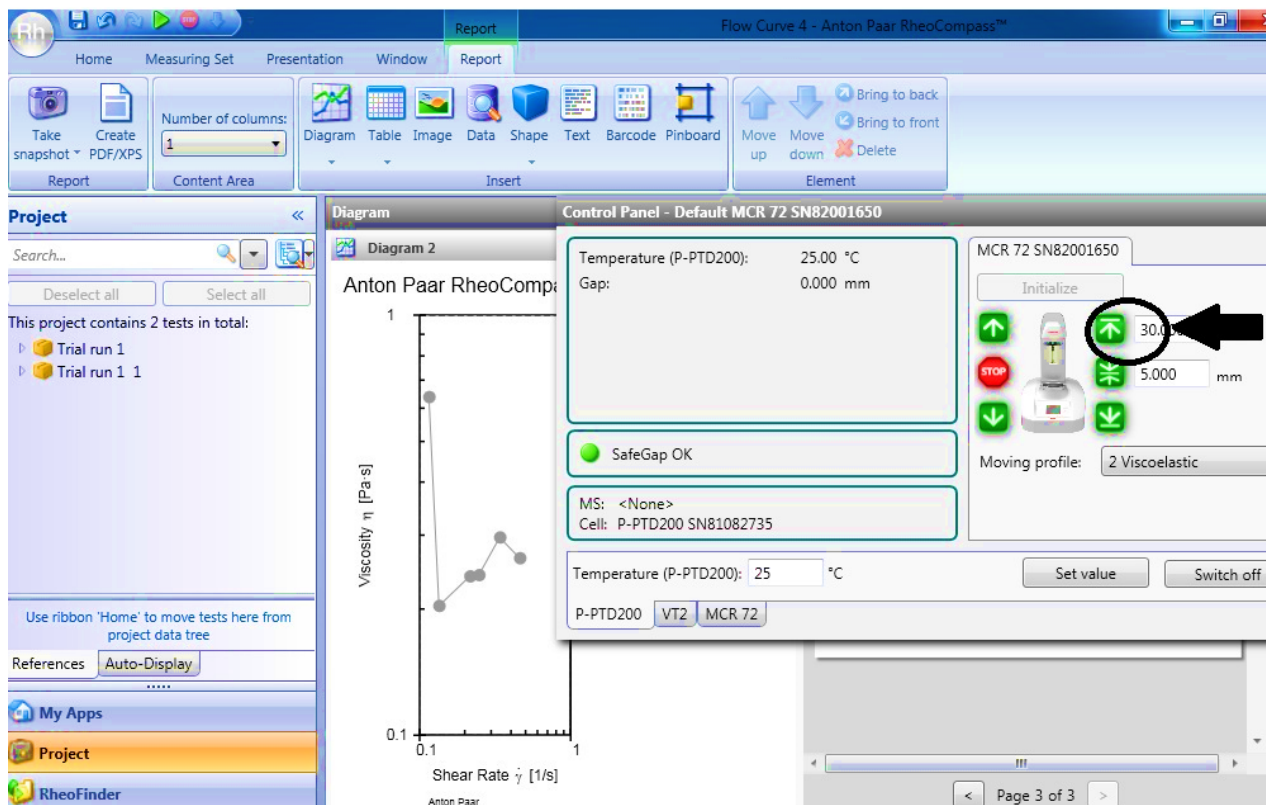 Rh
Report
Flow Curve 4 - Anton Paar RheoCompass™
Home Measuring Set Presentation Window Report
Take snapshot
Create PDF/XPS
Report
Number of columns:
1
Content Area
Diagram Table Image Data Shape Text Barcode Pinboard
Insert
Move up
Move down
Bring to back
Bring to front
Delete
Element
Project «
Search...
Deselect all Select all
This project contains 2 tests in total:
Trial run 1
Trial run 1 1
Use ribbon 'Home' to move tests here from
project data tree
References Auto-Display
My Apps
Project
RheoFinder
Diagram
Diagram 2
Anton Paar RheoCompa
1
Viscosity η [Pa·s]
0.1
0.1 1
Shear Rate γ̇ [1/s]
Anton Paar
Control Panel - Default MCR 72 SN82001650
Temperature (P-PTD200): 25.00 °C
Gap: 0.000 mm
SafeGap OK
MS: <None>
Cell: P-PTD200 SN81082735
MCR 72 SN82001650
Initialize
STOP
5.000 mm
Moving profile: 2 Viscoelastic
Temperature (P-PTD200): 25 °C
Set value Switch off
P-PTD200 VT2 MCR 72
< Page 3 of 3 >